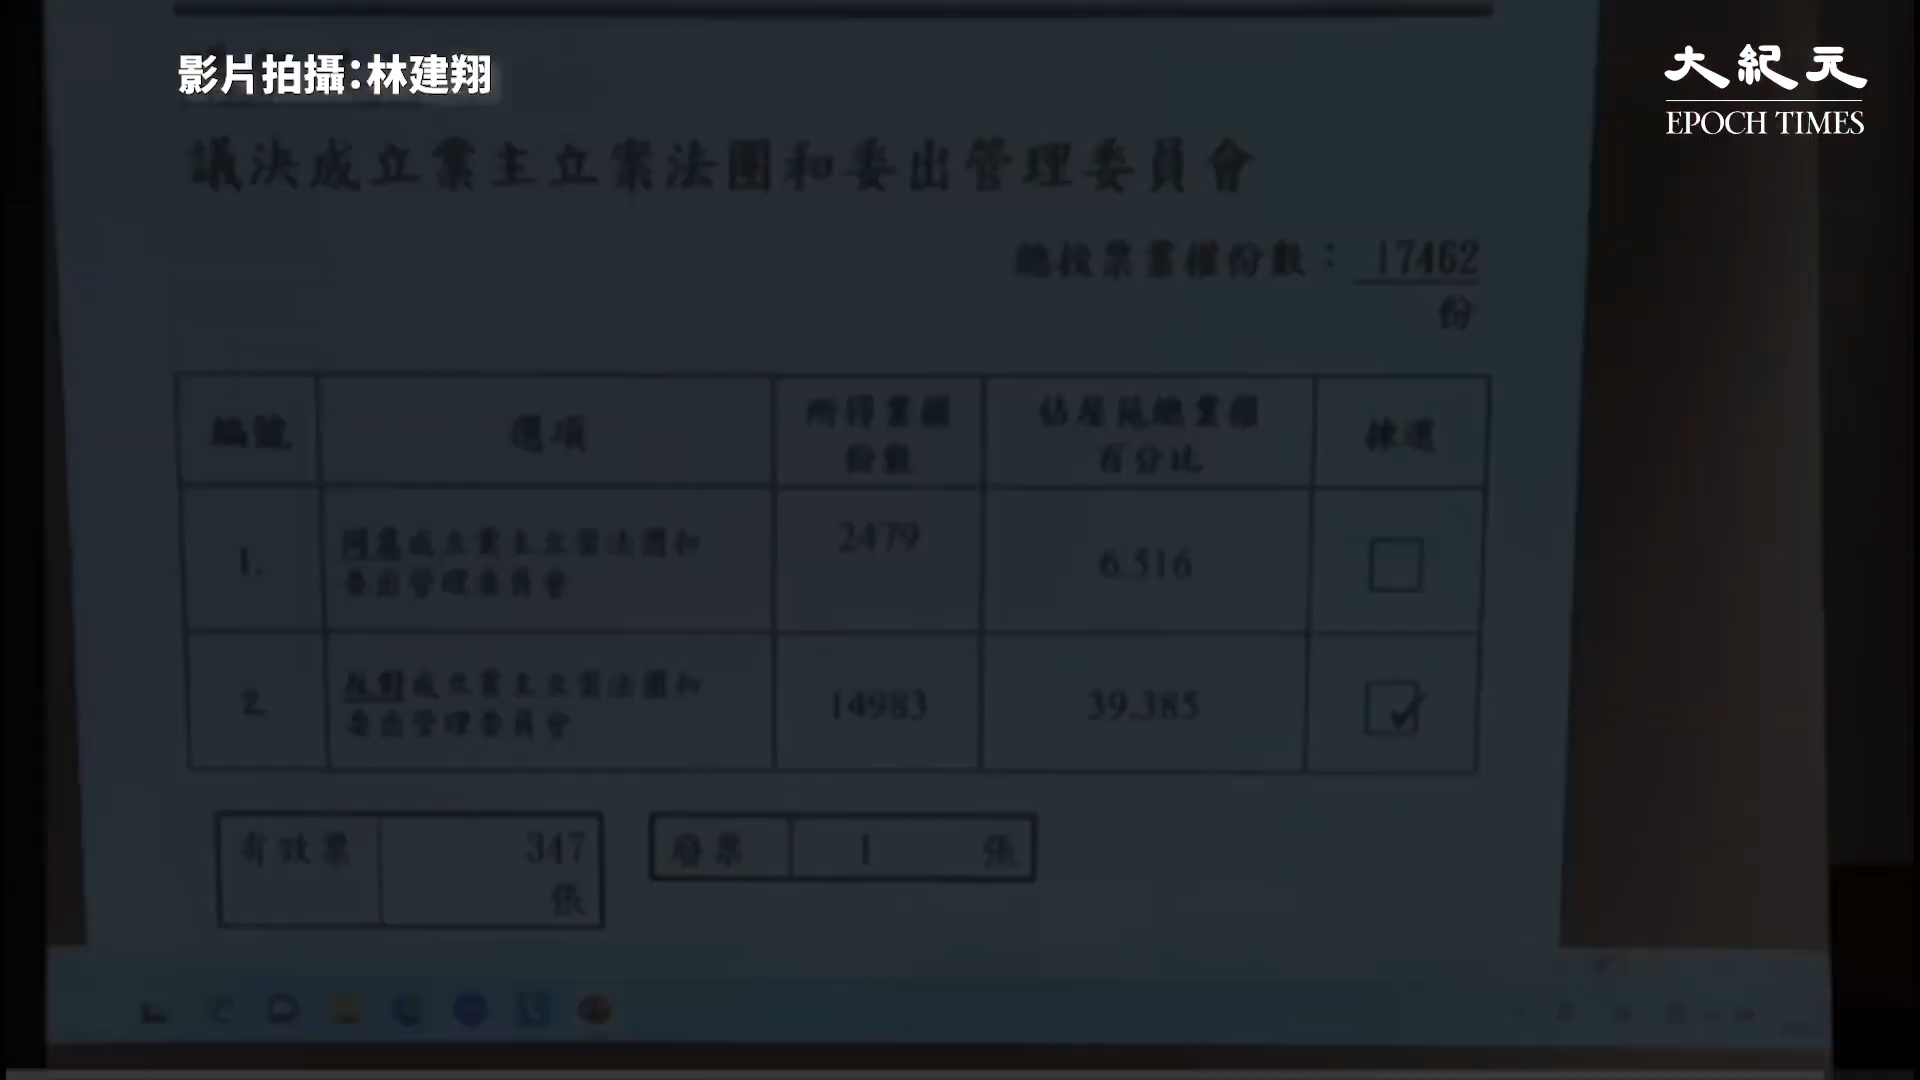 影片拍攝:林建翔
大紀元
EPOCH TIMES
議決成立業主立案法團和委出管理委員會
總投票業權份數： 17462
份
編號 選項 所得業權 佔屋苑總業權 揀選
份數 百分比
1. 同意成立業主立案法團和 2479 6.516
委出管理委員會
2. 反對成立業主立案法團和 14983 39.385
委出管理委員會
有效票 347 廢票 1 張
張